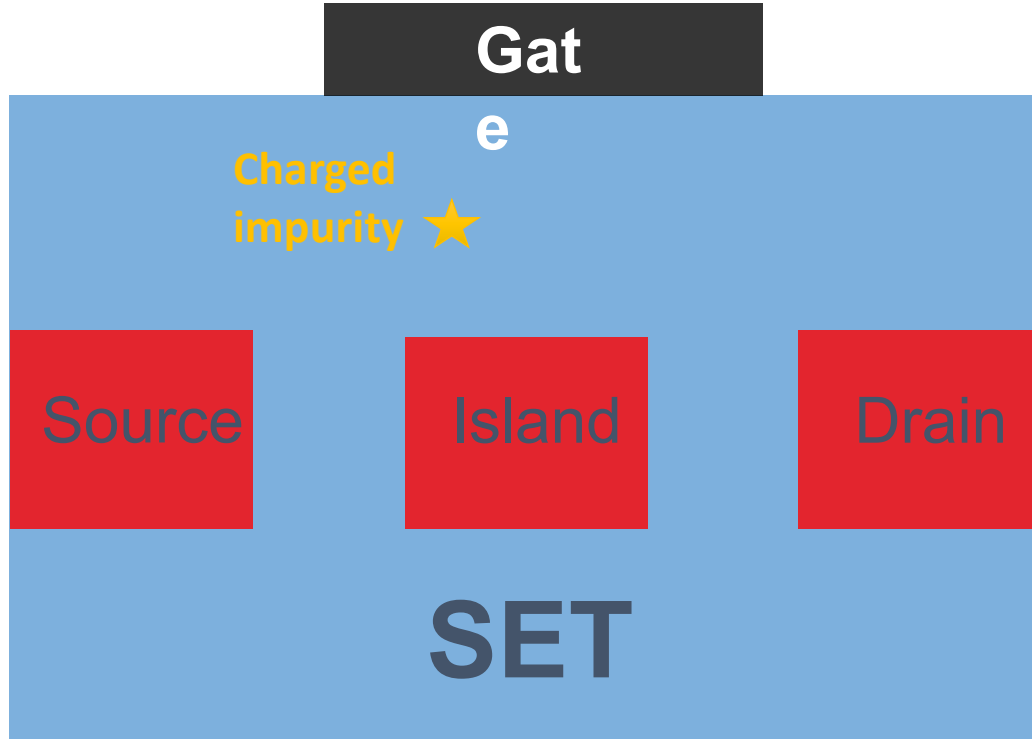 Gat
e
Charged
impurity
Source
Island
Drain
SET